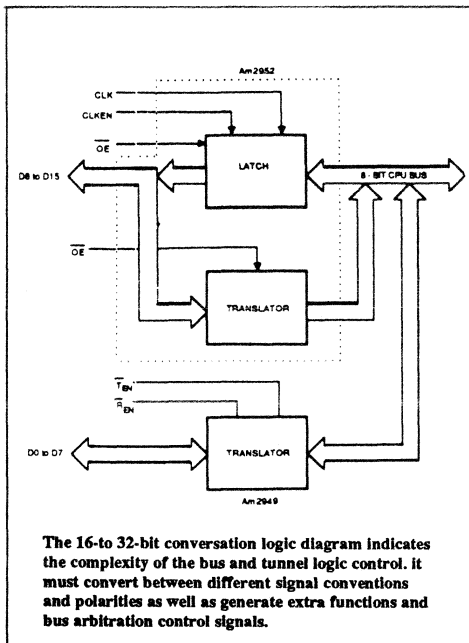 Am2952
CLK
CLKEN
OE
D8 to D15
LATCH
8 - BIT CPU BUS
OE
TRANSLATOR
TEN
REN
D0 to D7
TRANSLATOR
Am2949
The 16-to 32-bit conversation logic diagram indicates
the complexity of the bus and tunnel logic control. it
must convert between different signal conventions
and polarities as well as generate extra functions and
bus arbitration control signals.